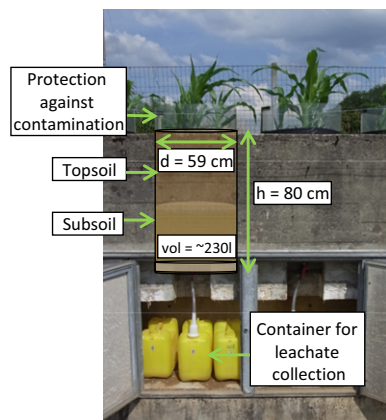 Protection
against
contamination
d = 59 cm
Topsoil
h = 80 cm
Subsoil
vol = ~230l
Container for
leachate
collection